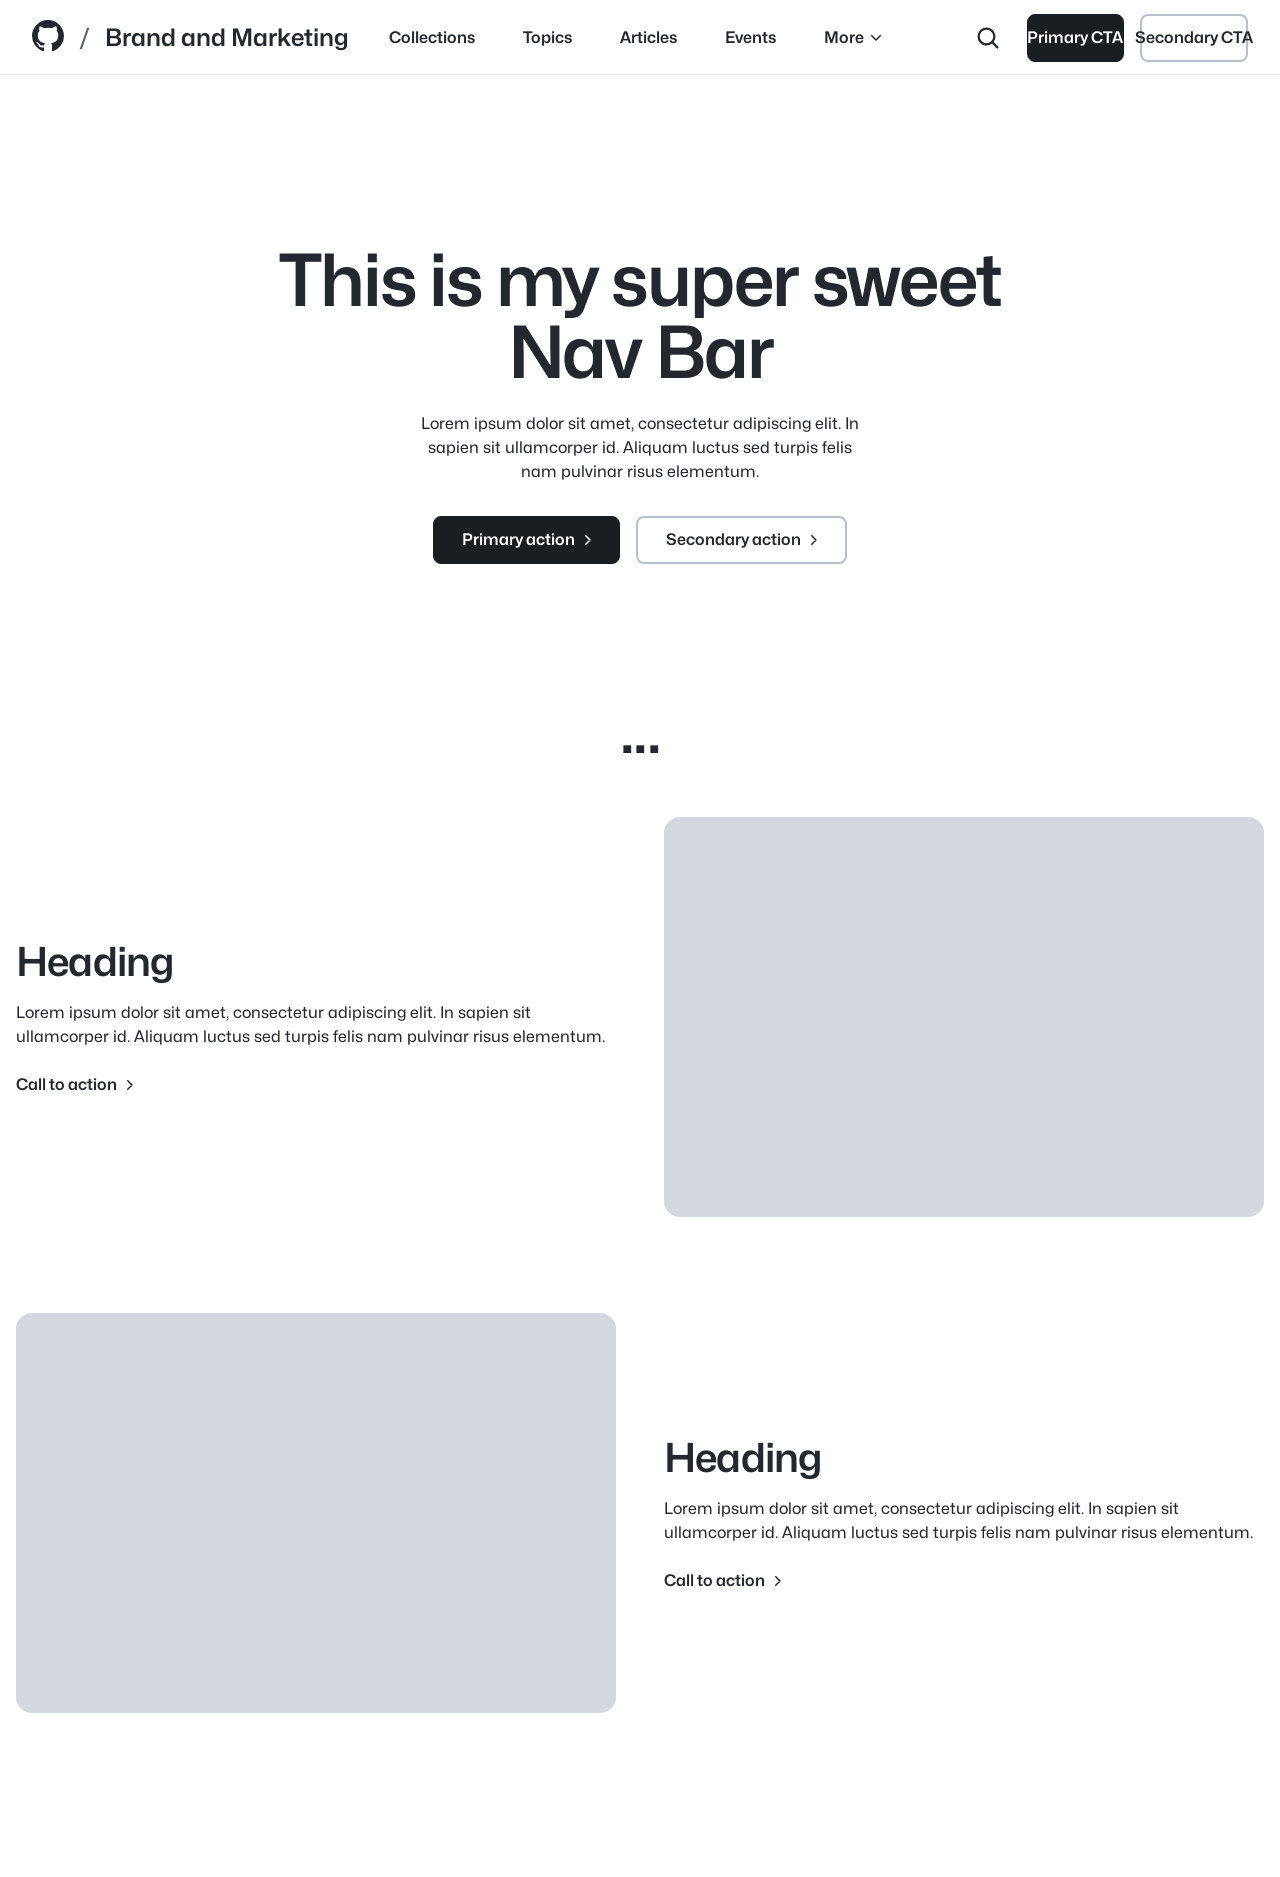 / Brand and Marketing Collections Topics Articles Events More Primary CTA Secondary CTA
This is my super sweet
Nav Bar
Lorem ipsum dolor sit amet, consectetur adipiscing elit. In
sapien sit ullamcorper id. Aliquam luctus sed turpis felis
nam pulvinar risus elementum.
Primary action Secondary action
...
Heading
Lorem ipsum dolor sit amet, consectetur adipiscing elit. In sapien sit
ullamcorper id. Aliquam luctus sed turpis felis nam pulvinar risus elementum.
Call to action
Heading
Lorem ipsum dolor sit amet, consectetur adipiscing elit. In sapien sit
ullamcorper id. Aliquam luctus sed turpis felis nam pulvinar risus elementum.
Call to action